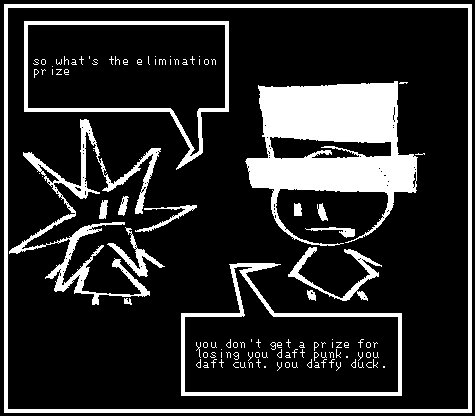 so what's the elimination
prize
you don't get a prize for
losing you daft punk. you
daft cunt. you daffy duck.